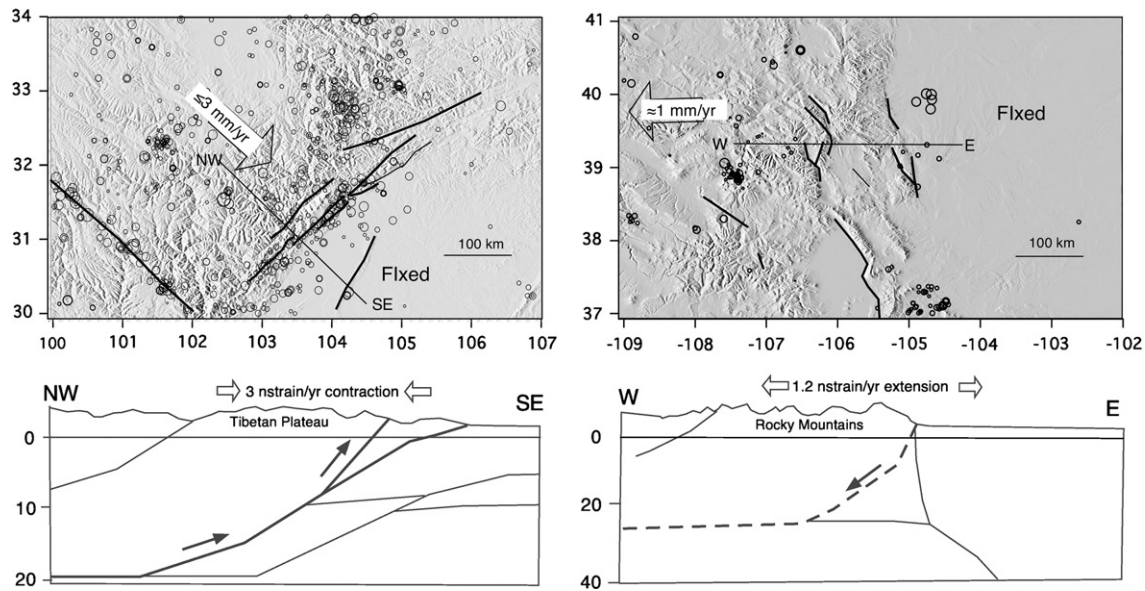 34
33
32
31
30
100
101
102
103
104
105
106
107
≤3 mm/yr
NW
SE
FIxed
100 km
41
40
39
38
37
-109
-108
-107
-106
-105
-104
-103
-102
≈1 mm/yr
W
E
FIxed
100 km
NW
3 nstrain/yr contraction
SE
Tibetan Plateau
0
10
20
W
1.2 nstrain/yr extension
E
Rocky Mountains
0
20
40